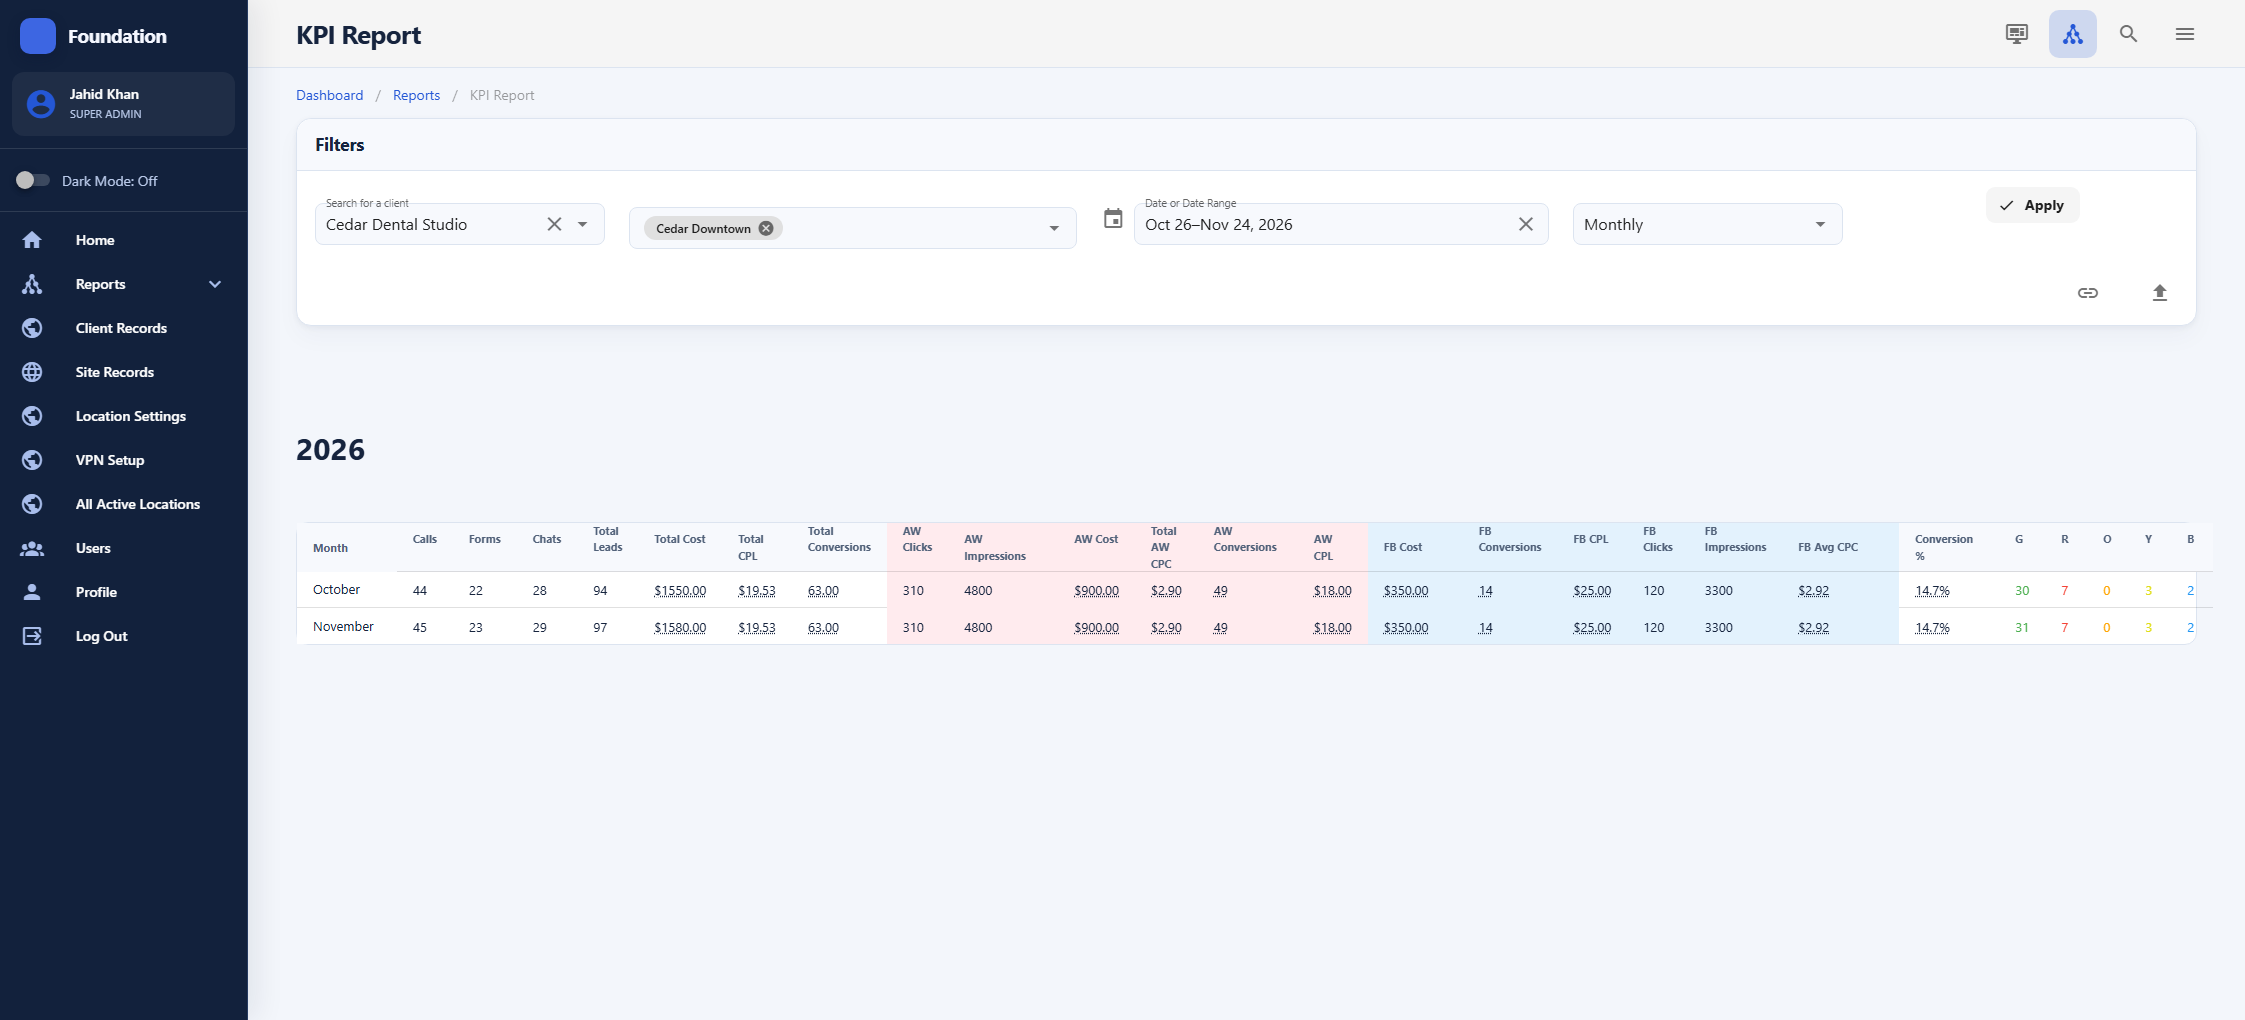 Foundation
Jahid Khan
SUPER ADMIN
Dark Mode: Off
Home
Reports
Client Records
Site Records
Location Settings
VPN Setup
All Active Locations
Users
Profile
Log Out
KPI Report
Dashboard / Reports / KPI Report
Filters
Search for a client
Cedar Dental Studio
Cedar Downtown
Date or Date Range
Oct 26–Nov 24, 2026
Monthly
Apply
2026
Month Calls Forms Chats Total Leads Total Cost Total CPL Total Conversions AW Clicks AW Impressions AW Cost Total AW CPC AW Conversions AW CPL FB Cost FB Conversions FB CPL FB Clicks FB Impressions FB Avg CPC Conversion % G R O Y B
October 44 22 28 94 $1550.00 $19.53 63.00 310 4800 $900.00 $2.90 49 $18.00 $350.00 14 $25.00 120 3300 $2.92 14.7% 30 7 0 3 2
November 45 23 29 97 $1580.00 $19.53 63.00 310 4800 $900.00 $2.90 49 $18.00 $350.00 14 $25.00 120 3300 $2.92 14.7% 31 7 0 3 2